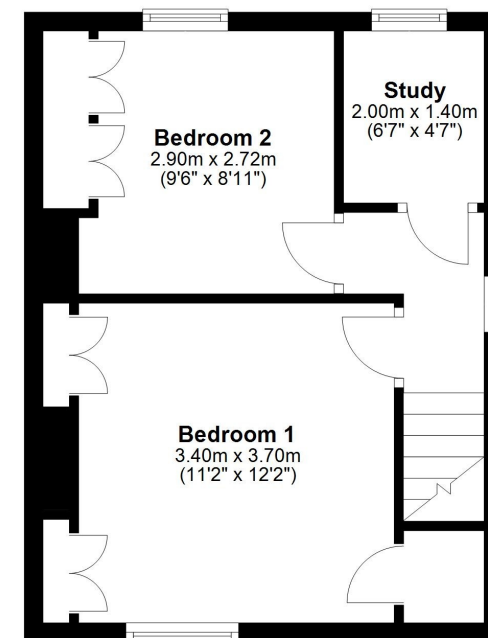 Study
2.00m x 1.40m
(6'7" x 4'7")
Bedroom 2
2.90m x 2.72m
(9'6" x 8'11")
Bedroom 1
3.40m x 3.70m
(11'2" x 12'2")